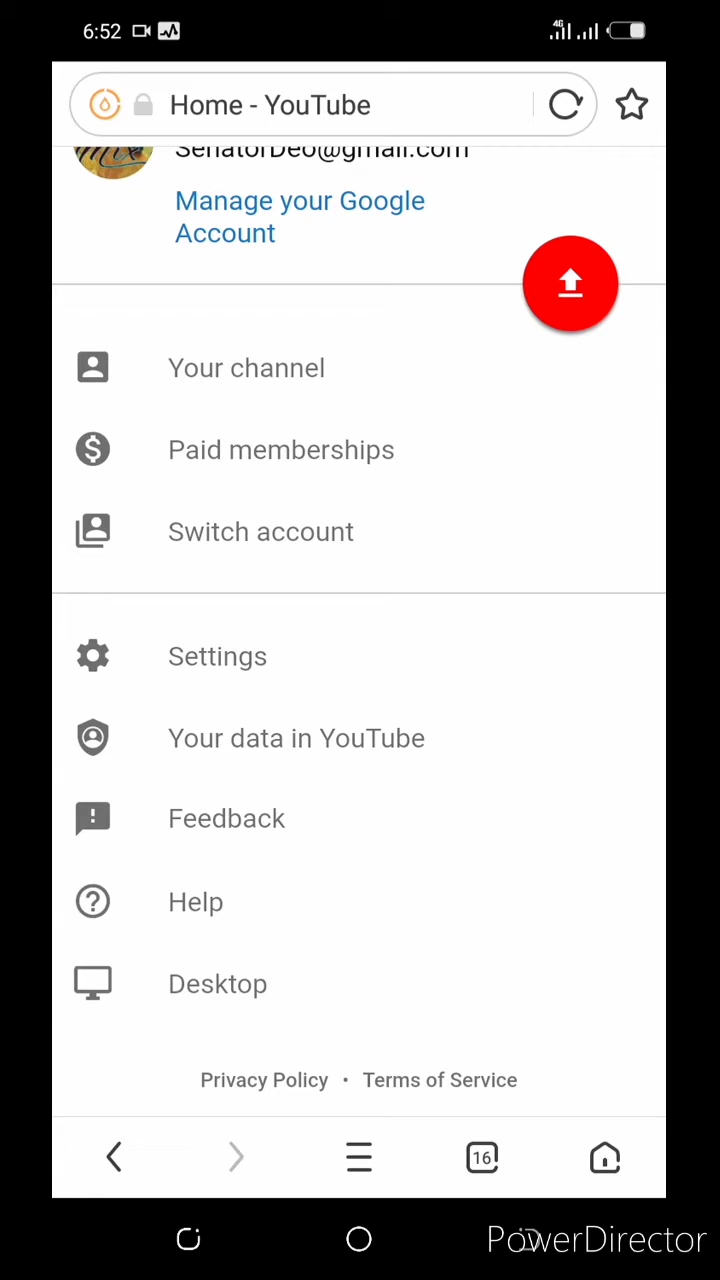 6:52
4G
Home - YouTube
SenatorDeo@gmail.com
Manage your Google
Account
Your channel
Paid memberships
Switch account
Settings
Your data in YouTube
Feedback
Help
Desktop
Privacy Policy • Terms of Service
16
PowerDirector